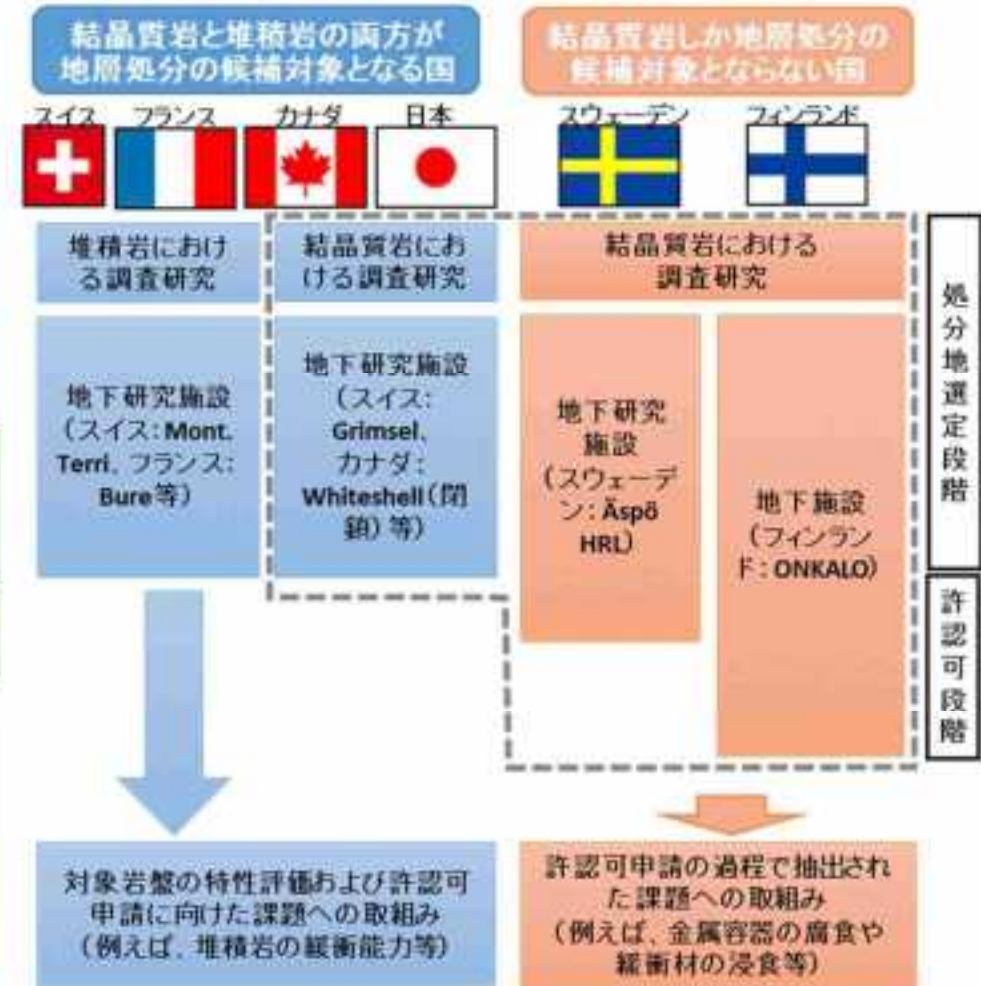 結晶質岩と堆積岩の両方が
地層処分の候補対象となる国
結晶質岩しか地層処分の
候補対象とならない国
スイス フランス カナダ 日本 スウェーデン フィンランド
堆積岩におけ
る調査研究
結晶質岩にお
ける調査研究
結晶質岩における
調査研究
地下研究施設
（スイス：Mont.
Terri、フランス：
Bure等）
地下研究施設
（スイス：
Grimsel、
カナダ：
Whiteshell（閉
鎖）等）
地下研究
施設
（スウェーデ
ン：Äspö
HRL）
地下施設
（フィンラン
ド：ONKALO）
処分地選定段階
許認可段階
対象岩盤の特性評価および許認可
申請に向けた課題への取組み
（例えば、堆積岩の緩衝能力等）
許認可申請の過程で抽出され
た課題への取組み
（例えば、金属容器の腐食や
緩衝材の浸食等）